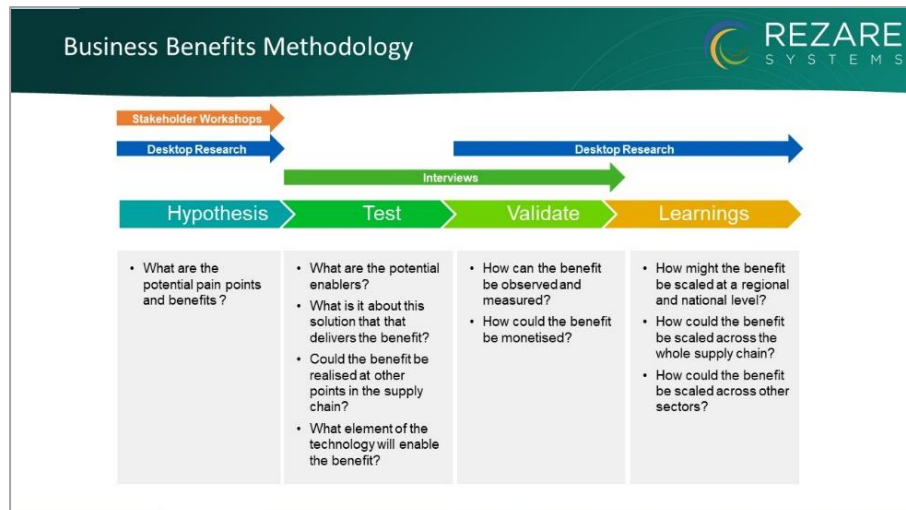 Business Benefits Methodology
REZARE
SYSTEMS
Stakeholder Workshops
Desktop Research
Desktop Research
Interviews
Hypothesis
Test
Validate
Learnings
• What are the
potential pain points
and benefits ?
• What are the potential
enablers?
• What is it about this
solution that that
delivers the benefit?
• Could the benefit be
realised at other
points in the supply
chain?
• What element of the
technology will enable
the benefit?
• How can the benefit
be observed and
measured?
• How could the benefit
be monetised?
• How might the benefit
be scaled at a regional
and national level?
• How could the benefit
be scaled across the
whole supply chain?
• How could the benefit
be scaled across other
sectors?